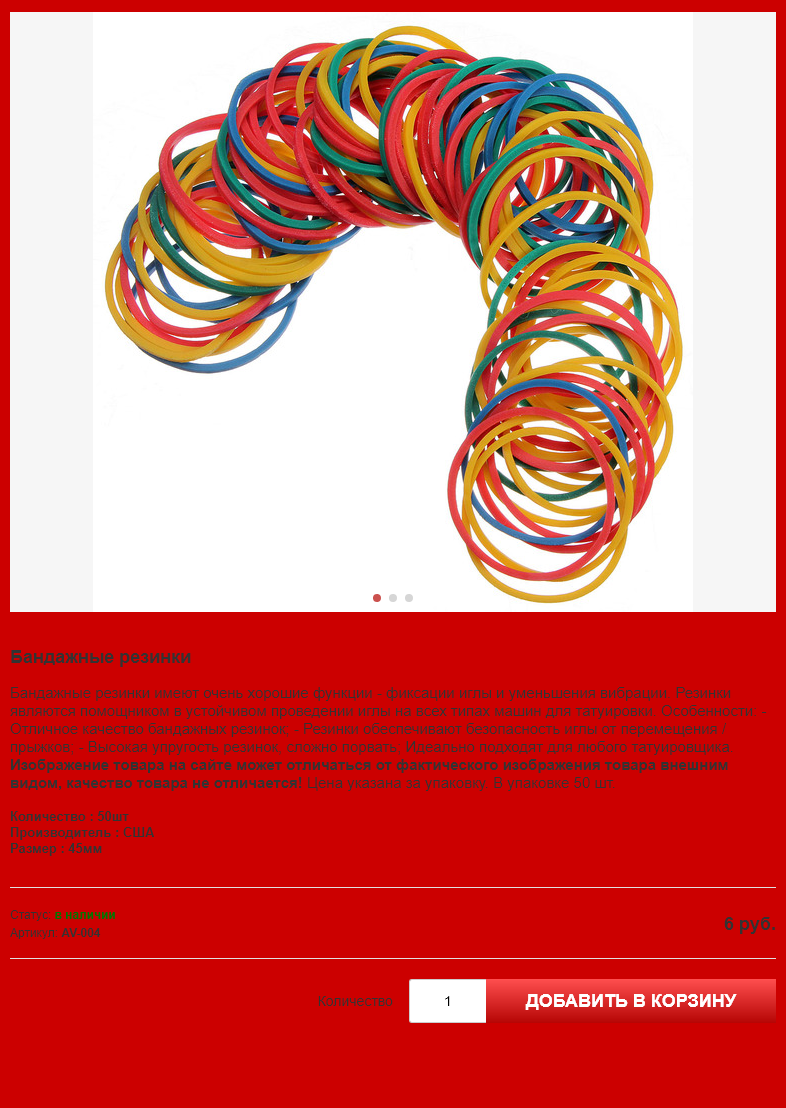 Бандажные резинки
Бандажные резинки имеют очень хорошие функции - фиксации иглы и уменьшения вибрации. Резинки
являются помощником в устойчивом проведении иглы на всех типах машин для татуировки. Особенности: -
Отличное качество бандажных резинок; - Резинки обеспечивают безопасность иглы от перемещения /
прыжков; - Высокая упругость резинок, сложно порвать. Идеально подходят для любого татуировщика.
Изображение товара на сайте может отличаться от фактического изображения товара внешним
видом, качество товара не отличается! Цена указана за упаковку. В упаковке 50 шт.
Количество : 50шт
Производитель : США
Размер : 45мм
Статус: в наличии
Артикул: AV-004
6 руб.
Количество: 1 ДОБАВИТЬ В КОРЗИНУ